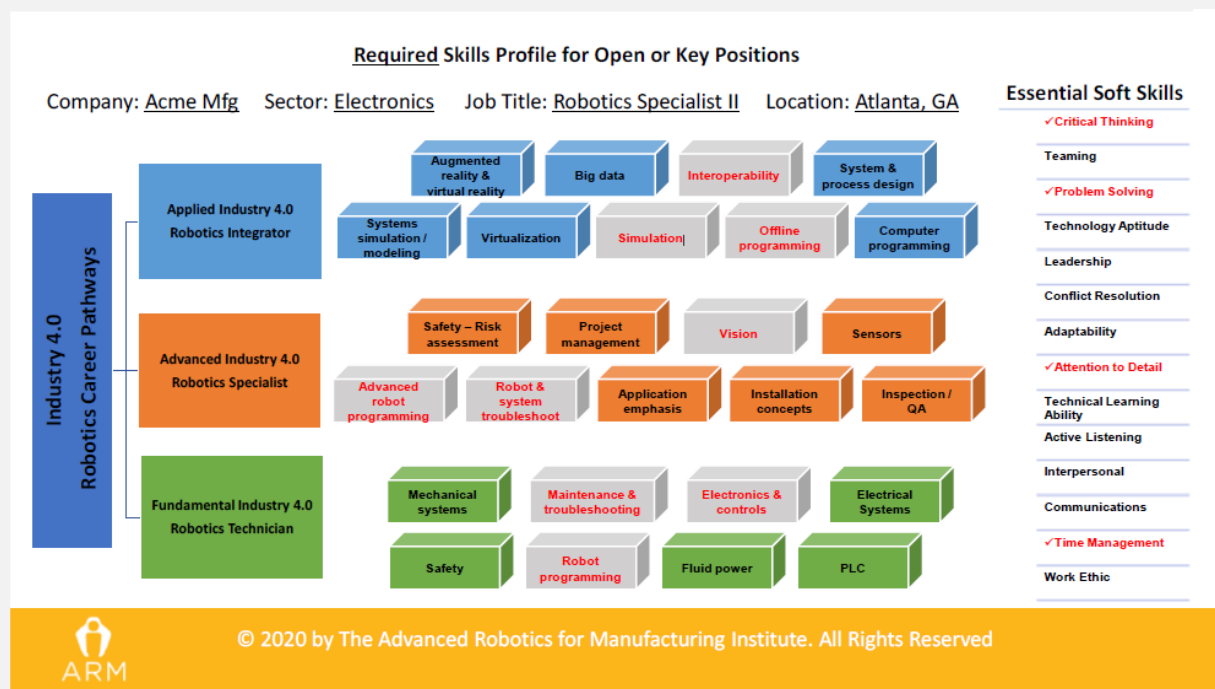 Required Skills Profile for Open or Key Positions
Company: Acme Mfg Sector: Electronics Job Title: Robotics Specialist II Location: Atlanta, GA
Industry 4.0
Robotics Career Pathways
Applied Industry 4.0
Robotics Integrator
Augmented
reality &
virtual reality
Big data
Interoperability
System &
process design
Systems
simulation /
modeling
Virtualization
Simulation
Offline
programming
Computer
programming
Advanced Industry 4.0
Robotics Specialist
Safety – Risk
assessment
Project
management
Vision
Sensors
Advanced
robot
programming
Robot &
system
troubleshoot
Application
emphasis
Installation
concepts
Inspection /
QA
Fundamental Industry 4.0
Robotics Technician
Mechanical
systems
Maintenance &
troubleshooting
Electronics &
controls
Electrical
Systems
Safety
Robot
programming
Fluid power
PLC
Essential Soft Skills
✓Critical Thinking
Teaming
✓Problem Solving
Technology Aptitude
Leadership
Conflict Resolution
Adaptability
✓Attention to Detail
Technical Learning
Ability
Active Listening
Interpersonal
Communications
✓Time Management
Work Ethic
ARM
© 2020 by The Advanced Robotics for Manufacturing Institute. All Rights Reserved